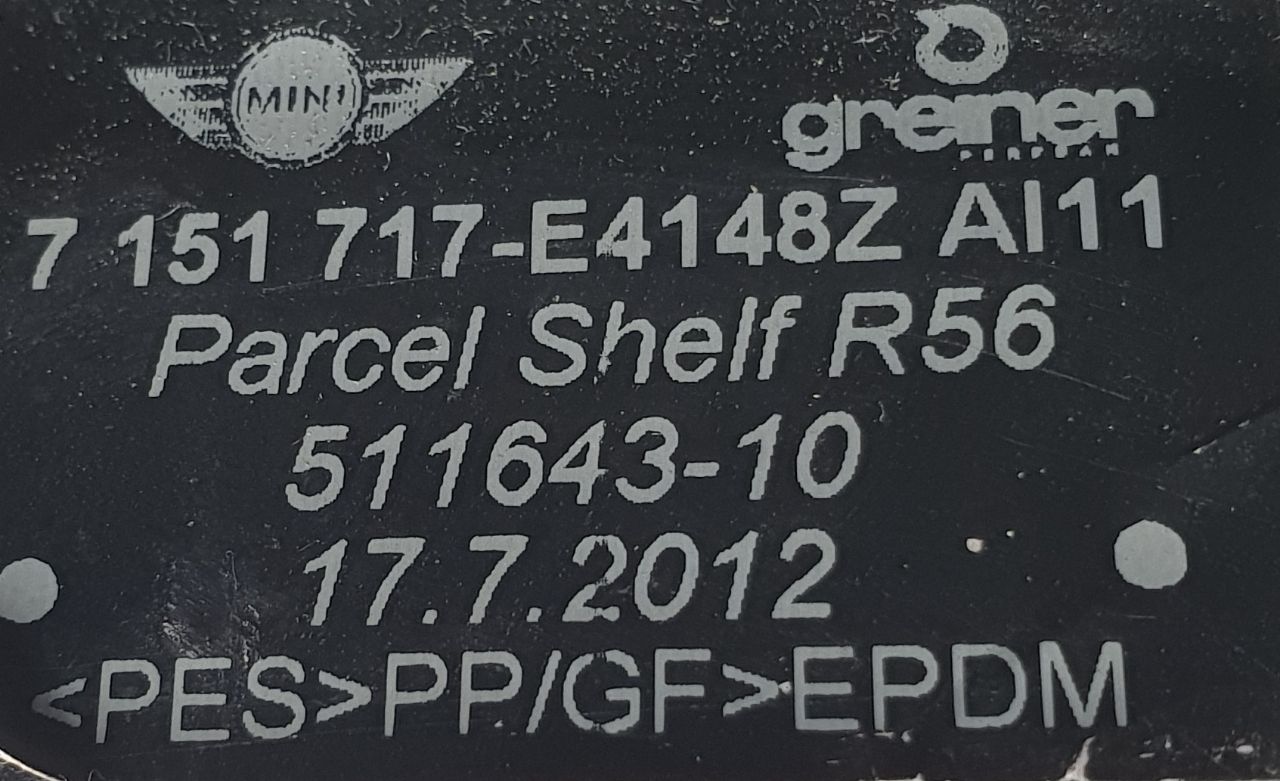 MINI
greiner
PERFOAM
7 151 717-E4148Z AI11
Parcel Shelf R56
511643-10
17.7.2012
<PES>PP/GF>EPDM